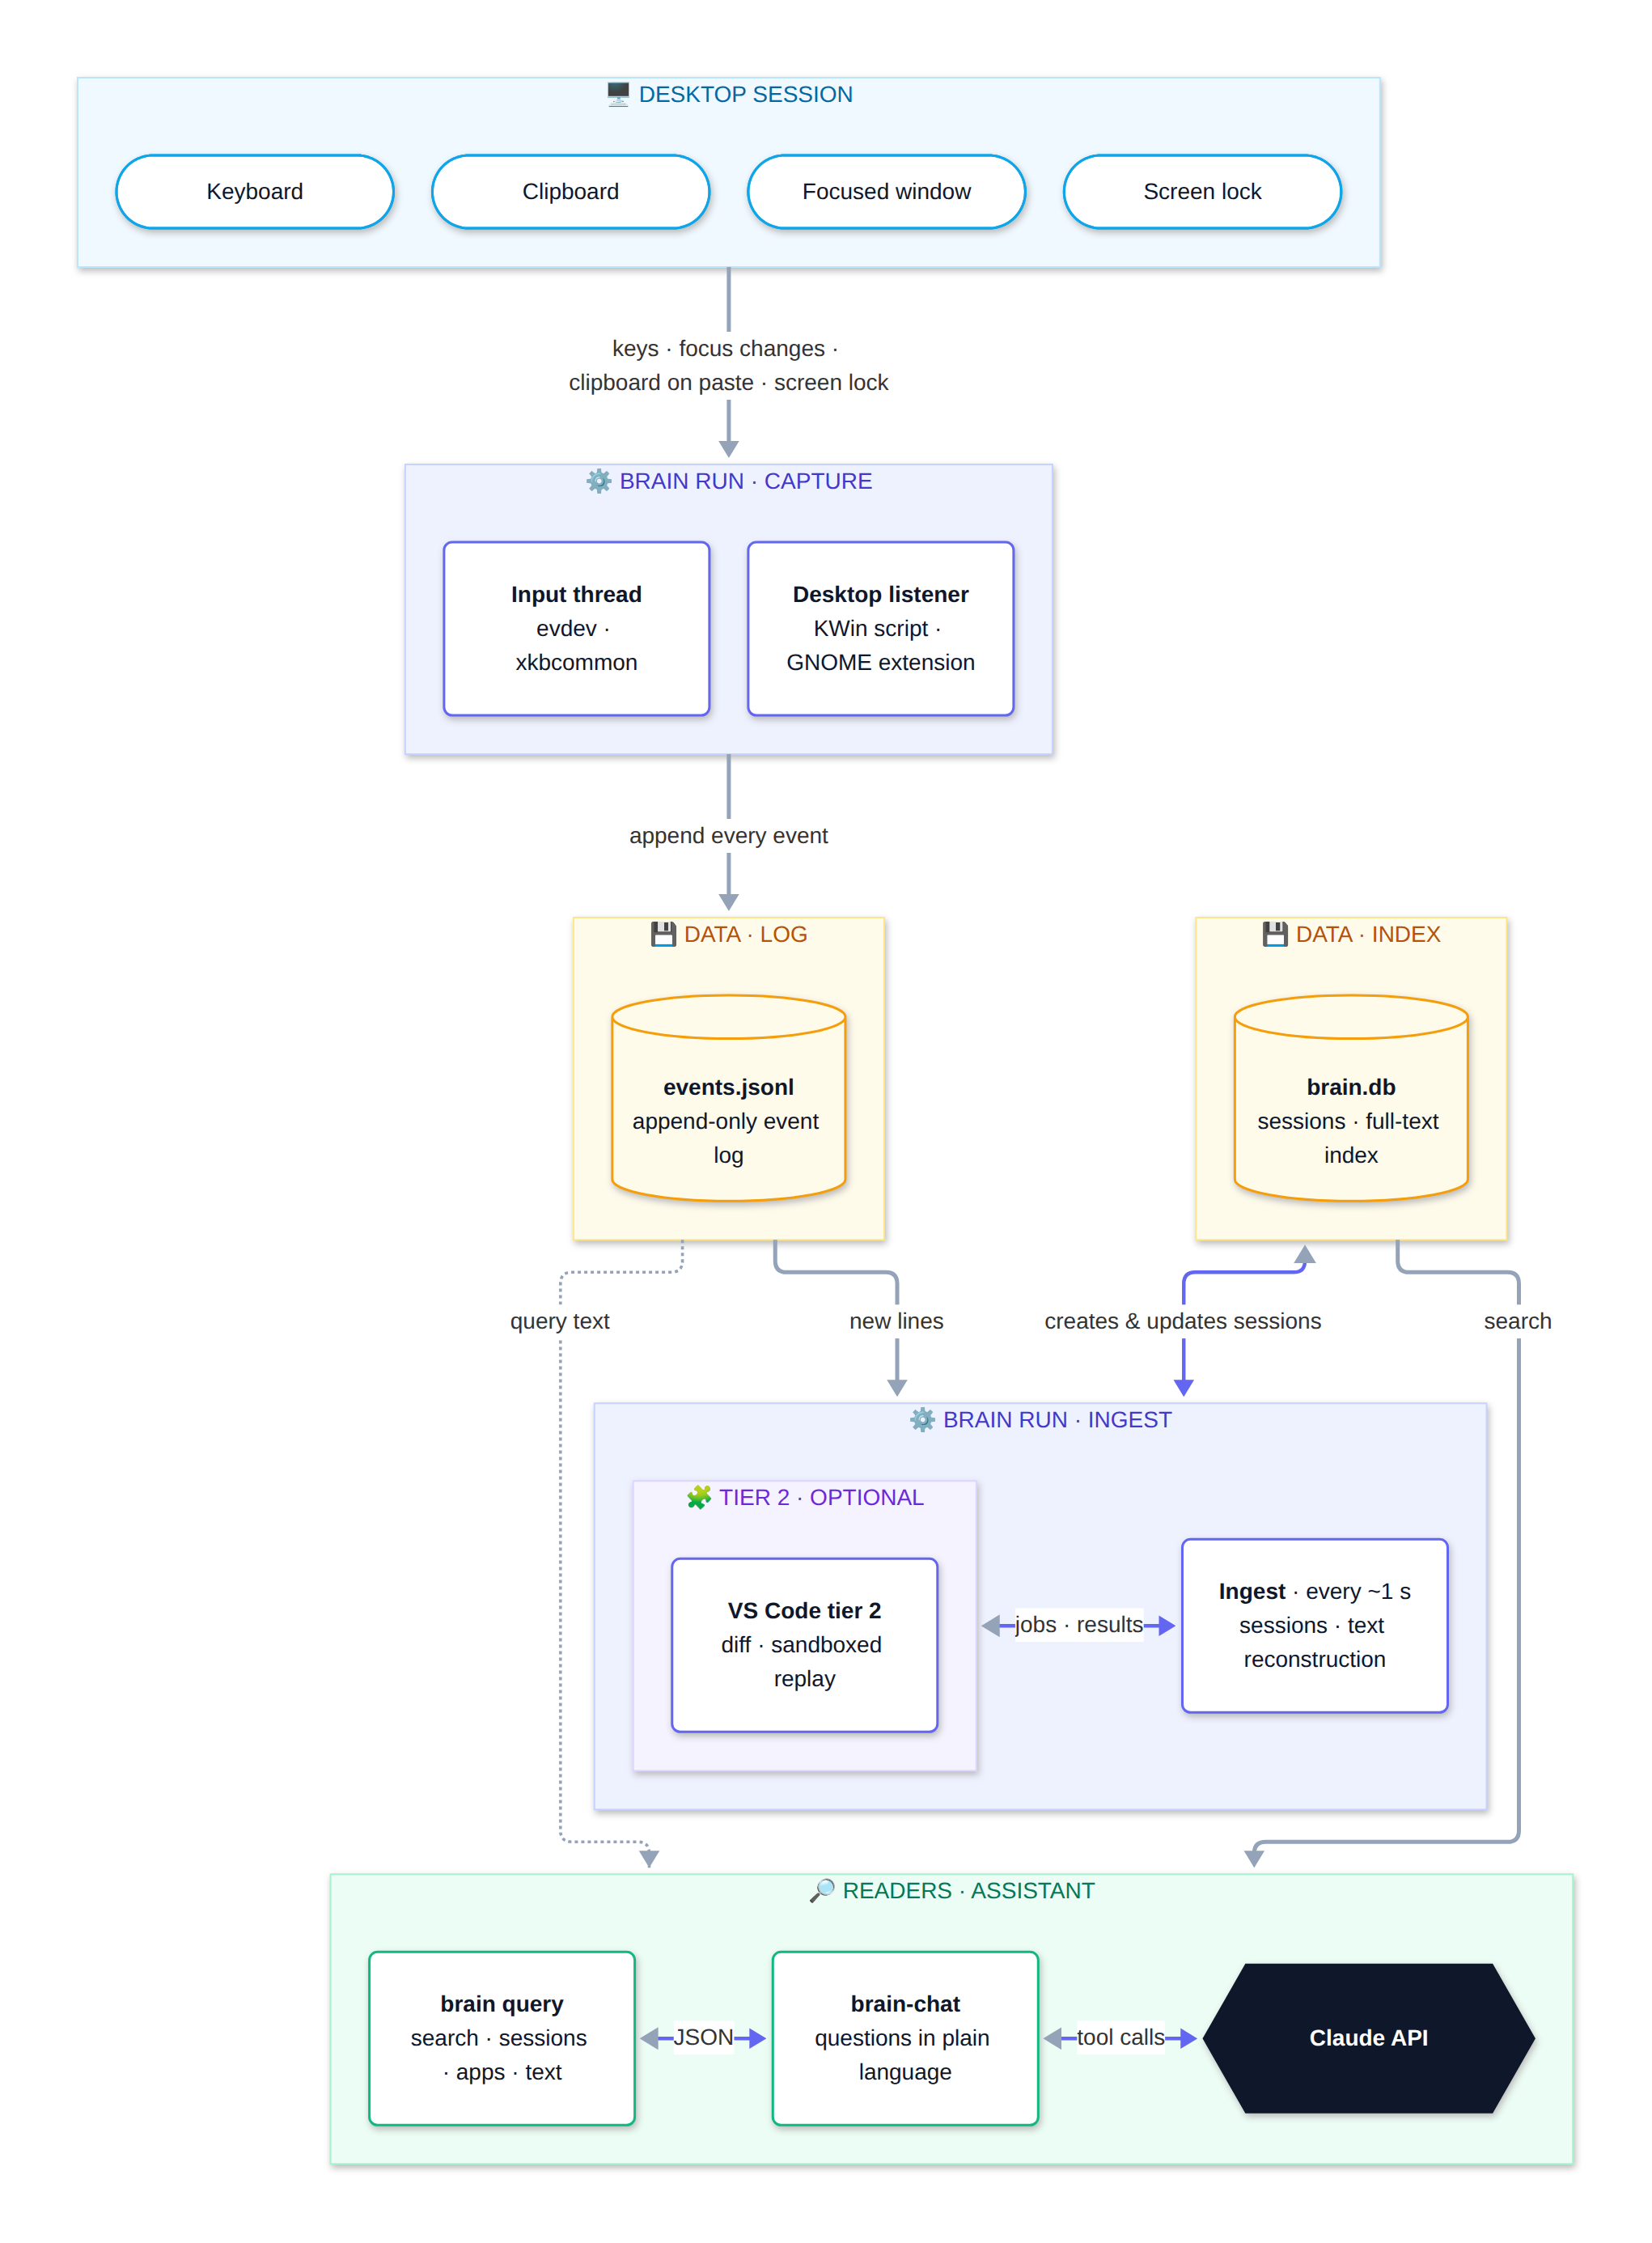 🖥️ DESKTOP SESSION
Keyboard
Clipboard
Focused window
Screen lock
keys · focus changes ·
clipboard on paste · screen lock
⚙️ BRAIN RUN · CAPTURE
Input thread
evdev ·
xkbcommon
Desktop listener
KWin script ·
GNOME extension
append every event
💾 DATA · LOG
events.jsonl
append-only event
log
💾 DATA · INDEX
brain.db
sessions · full-text
index
query text
new lines
creates & updates sessions
search
⚙️ BRAIN RUN · INGEST
🧩 TIER 2 · OPTIONAL
VS Code tier 2
diff · sandboxed
replay
jobs · results
Ingest · every ~1 s
sessions · text
reconstruction
🔎 READERS · ASSISTANT
brain query
search · sessions
· apps · text
JSON
brain-chat
questions in plain
language
tool calls
Claude API